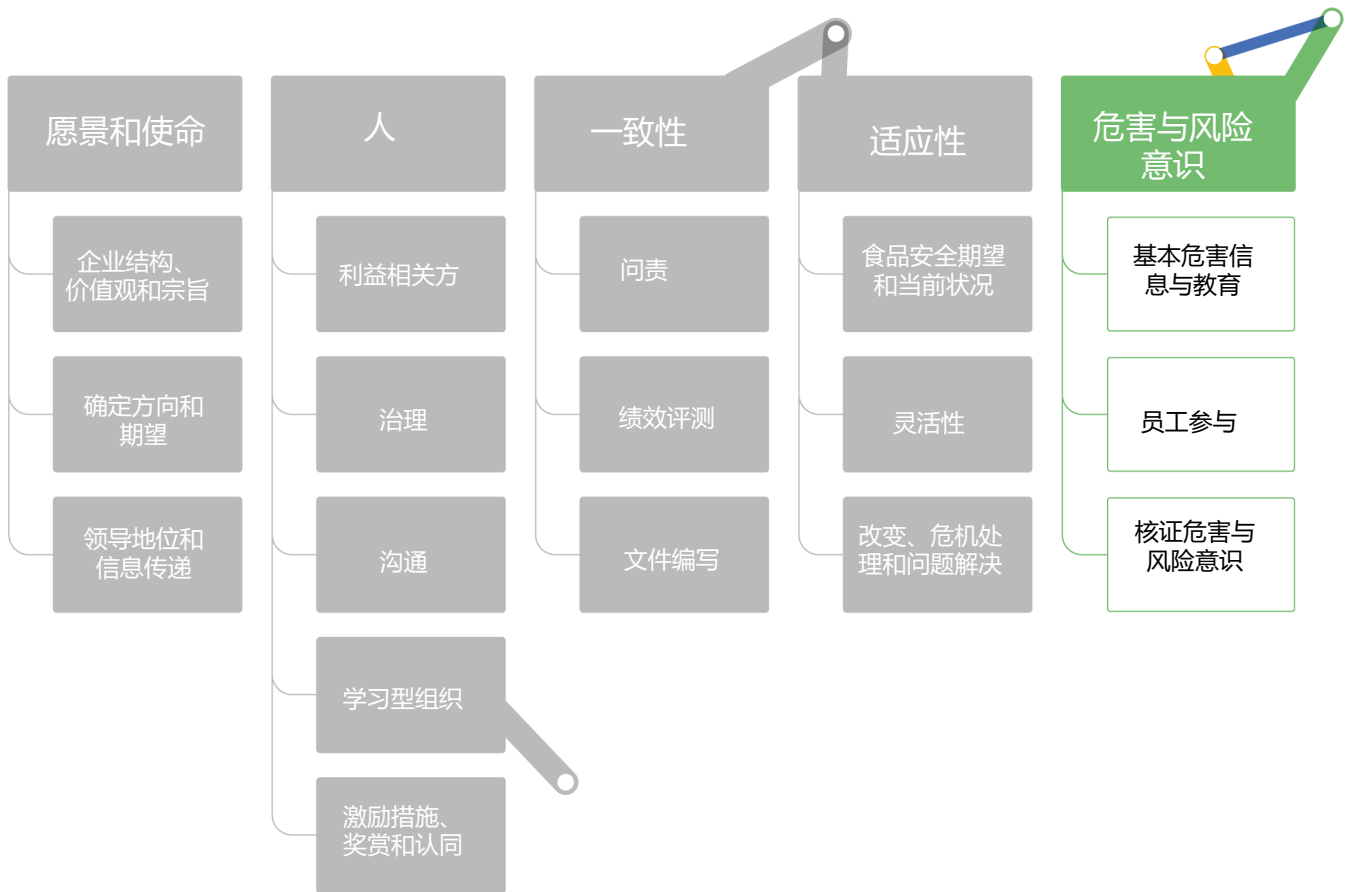 愿景和使命
企业结构、
价值观和宗旨
确定方向和
期望
领导地位和
信息传递
人
利益相关方
治理
沟通
学习型组织
激励措施、
奖赏和认同
一致性
问责
绩效评测
文件编写
适应性
食品安全期望
和当前状况
灵活性
改变、危机处
理和问题解决
危害与风险
意识
基本危害信
息与教育
员工参与
核证危害与
风险意识